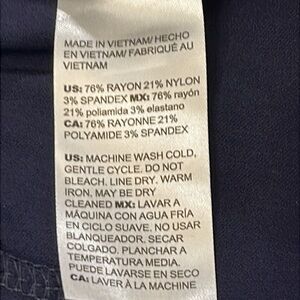 MADE IN VIETNAM/ HECHO
EN VIETNAM/ FABRIQUÉ AU
VIETNAM
US: 76% RAYON 21% NYLON
3% SPANDEX MX: 76% rayón
21% poliamida 3% elastano
CA: 76% RAYONNE 21%
POLYAMIDE 3% SPANDEX
US: MACHINE WASH COLD,
GENTLE CYCLE. DO NOT
BLEACH. LINE DRY. WARM
IRON. MAY BE DRY
CLEANED MX: LAVAR A
MÁQUINA CON AGUA FRÍA
EN CICLO SUAVE, NO USAR
BLANQUEADOR. SECAR
COLGADO. PLANCHAR A
TEMPERATURA MEDIA.
PUEDE LAVARSE EN SECO
CA: LAVER À LA MACHINE